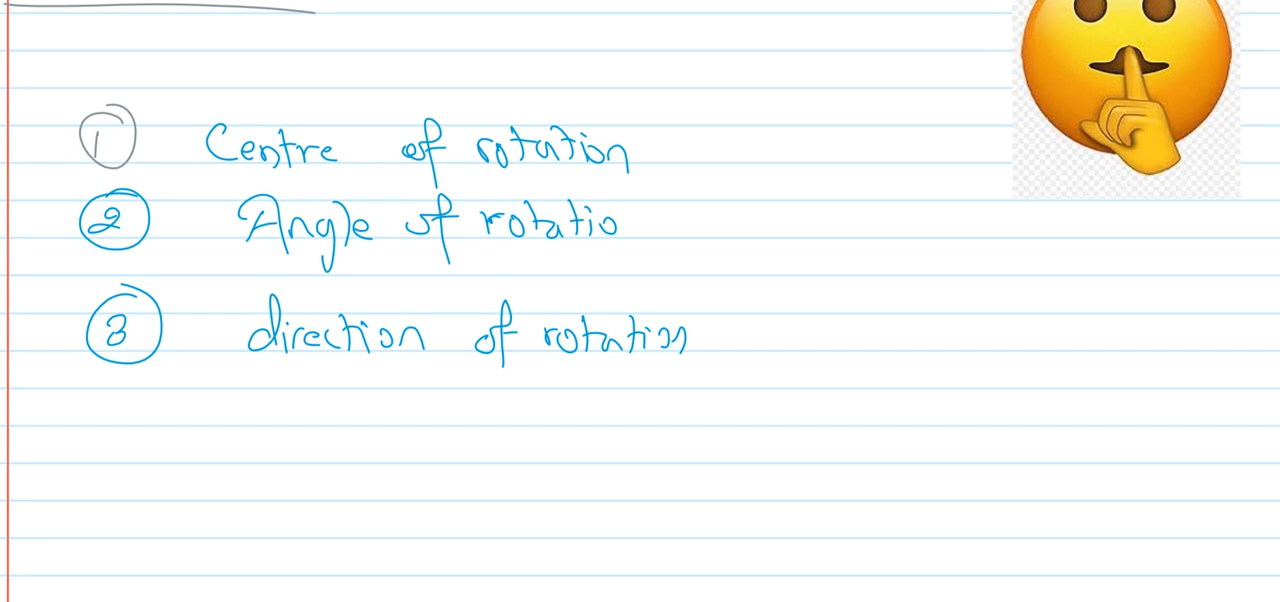 1 Centre of rotation
2 Angle of rotatio
3 direction of rotation